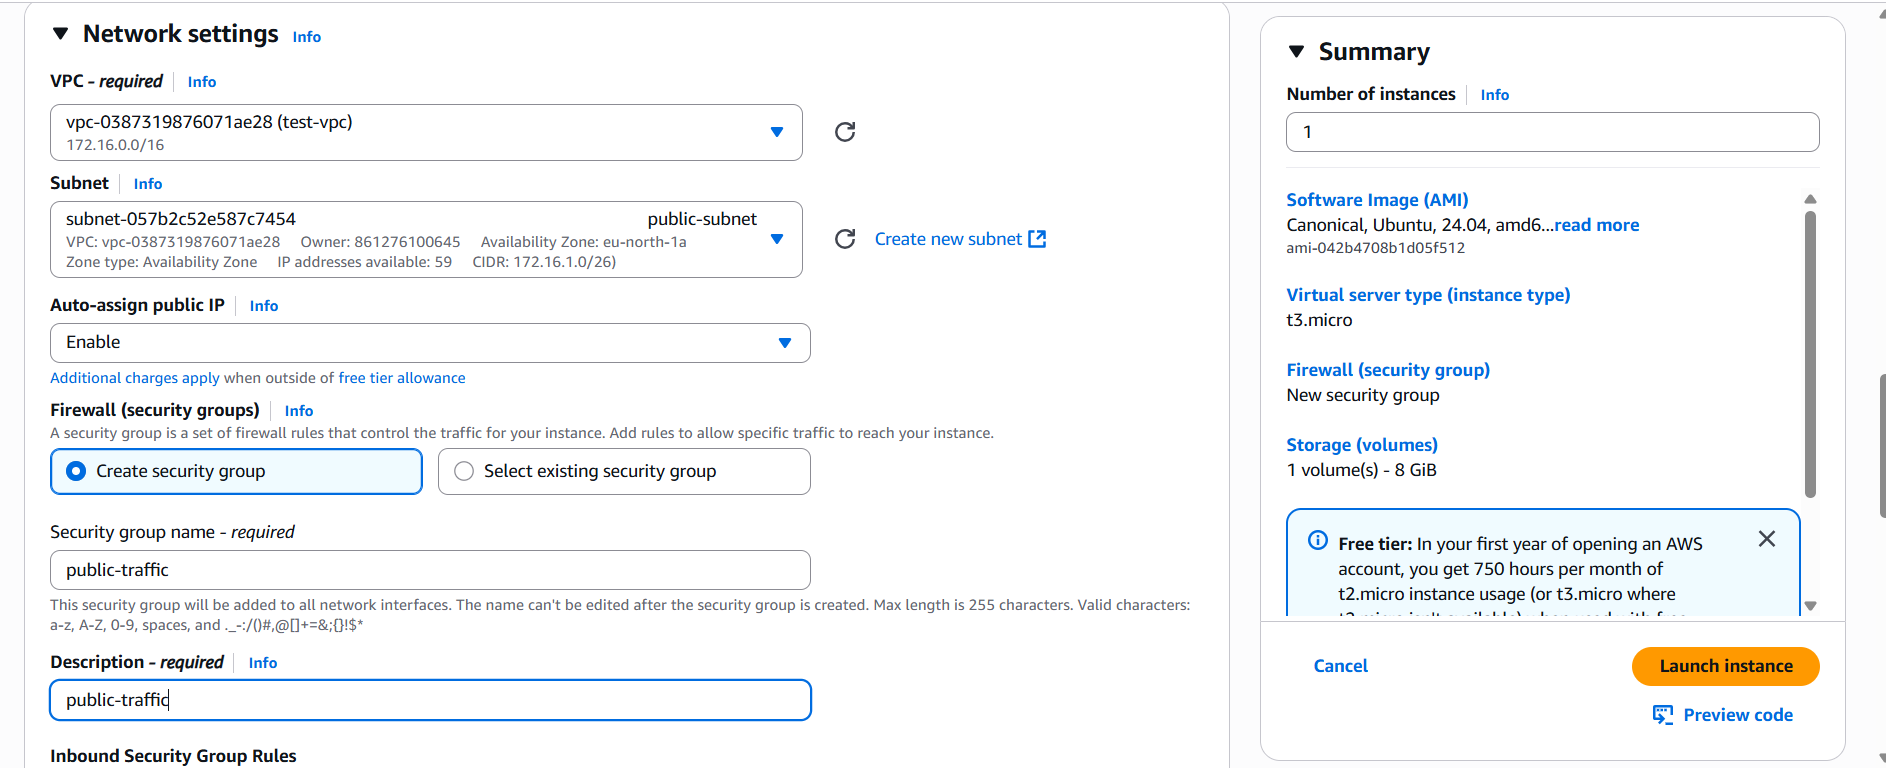 Network settings Info
VPC - required Info
vpc-0387319876071ae28 (test-vpc)
172.16.0.0/16
Subnet Info
subnet-057b2c52e587c7454 public-subnet
VPC: vpc-0387319876071ae28 Owner: 861276100645 Availability Zone: eu-north-1a
Zone type: Availability Zone IP addresses available: 59 CIDR: 172.16.1.0/26)
Create new subnet
Auto-assign public IP Info
Enable
Additional charges apply when outside of free tier allowance
Firewall (security groups) Info
A security group is a set of firewall rules that control the traffic for your instance. Add rules to allow specific traffic to reach your instance.
Create security group
Select existing security group
Security group name - required
public-traffic
This security group will be added to all network interfaces. The name can't be edited after the security group is created. Max length is 255 characters. Valid characters:
a-z, A-Z, 0-9, spaces, and ._-:/()#,@[]+=&;{}!$*
Description - required Info
public-traffic
Inbound Security Group Rules
Summary
Number of instances Info
1
Software Image (AMI)
Canonical, Ubuntu, 24.04, amd6...read more
ami-042b4708b1d05f512
Virtual server type (instance type)
t3.micro
Firewall (security group)
New security group
Storage (volumes)
1 volume(s) - 8 GiB
Free tier: In your first year of opening an AWS
account, you get 750 hours per month of
t2.micro instance usage (or t3.micro where
t2.micro isn't available) when used with free
Cancel
Launch instance
Preview code